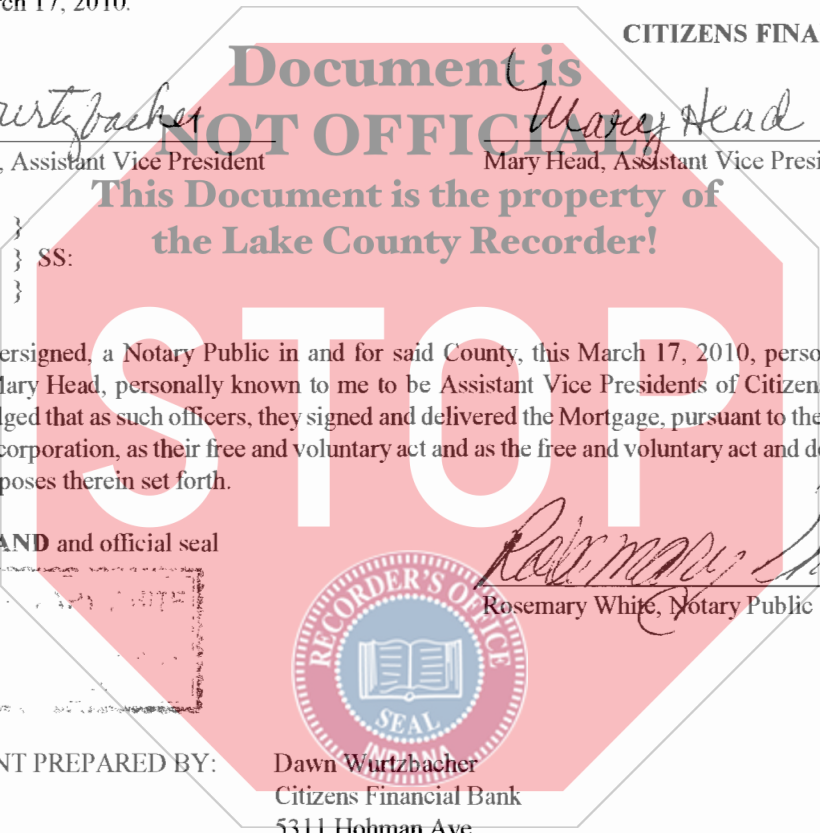 rch 17, 2010.
CITIZENS FINA
Document is
NOT OFFICIAL!
This Document is the property of
the Lake County Recorder!
urtzbacher
Mary Head
, Assistant Vice President
Mary Head, Assistant Vice Presi
}
} SS:
}
STOP
ersigned, a Notary Public in and for said County, this March 17, 2010, perso
Mary Head, personally known to me to be Assistant Vice Presidents of Citizen
dged that as such officers, they signed and delivered the Mortgage, pursuant to the
corporation, as their free and voluntary act and as the free and voluntary act and d
poses therein set forth.
AND and official seal
Rosemary
Rosemary White, Notary Public
RECORDER'S OFFICE
SEAL
INDIANA
NT PREPARED BY:
Dawn Wurtzbacher
Citizens Financial Bank
5311 Hohman Ave